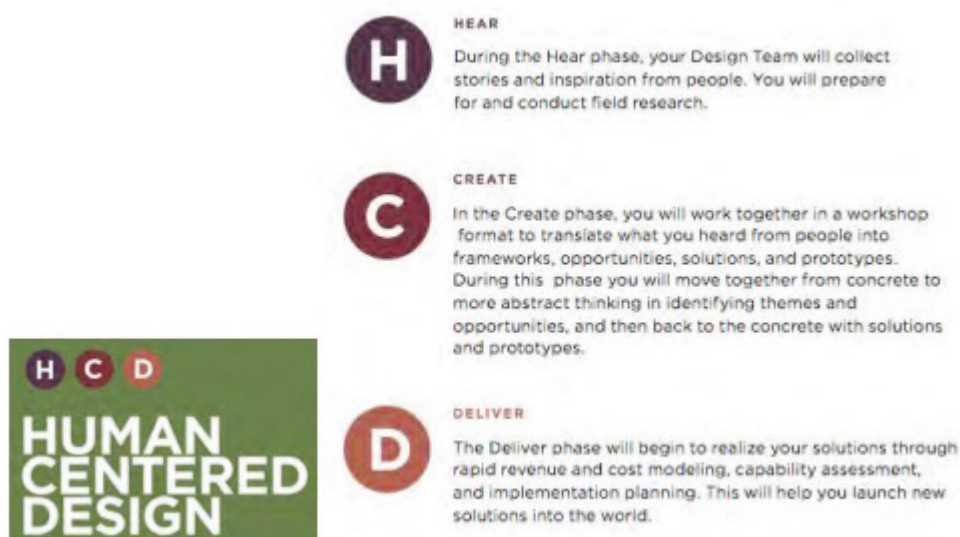 H
HEAR
During the Hear phase, your Design Team will collect
stories and inspiration from people. You will prepare
for and conduct field research.
C
CREATE
In the Create phase, you will work together in a workshop
format to translate what you heard from people into
frameworks, opportunities, solutions, and prototypes.
During this phase you will move together from concrete to
more abstract thinking in identifying themes and
opportunities, and then back to the concrete with solutions
and prototypes.
D
DELIVER
The Deliver phase will begin to realize your solutions through
rapid revenue and cost modeling, capability assessment,
and implementation planning. This will help you launch new
solutions into the world.
H C D
HUMAN
CENTERED
DESIGN